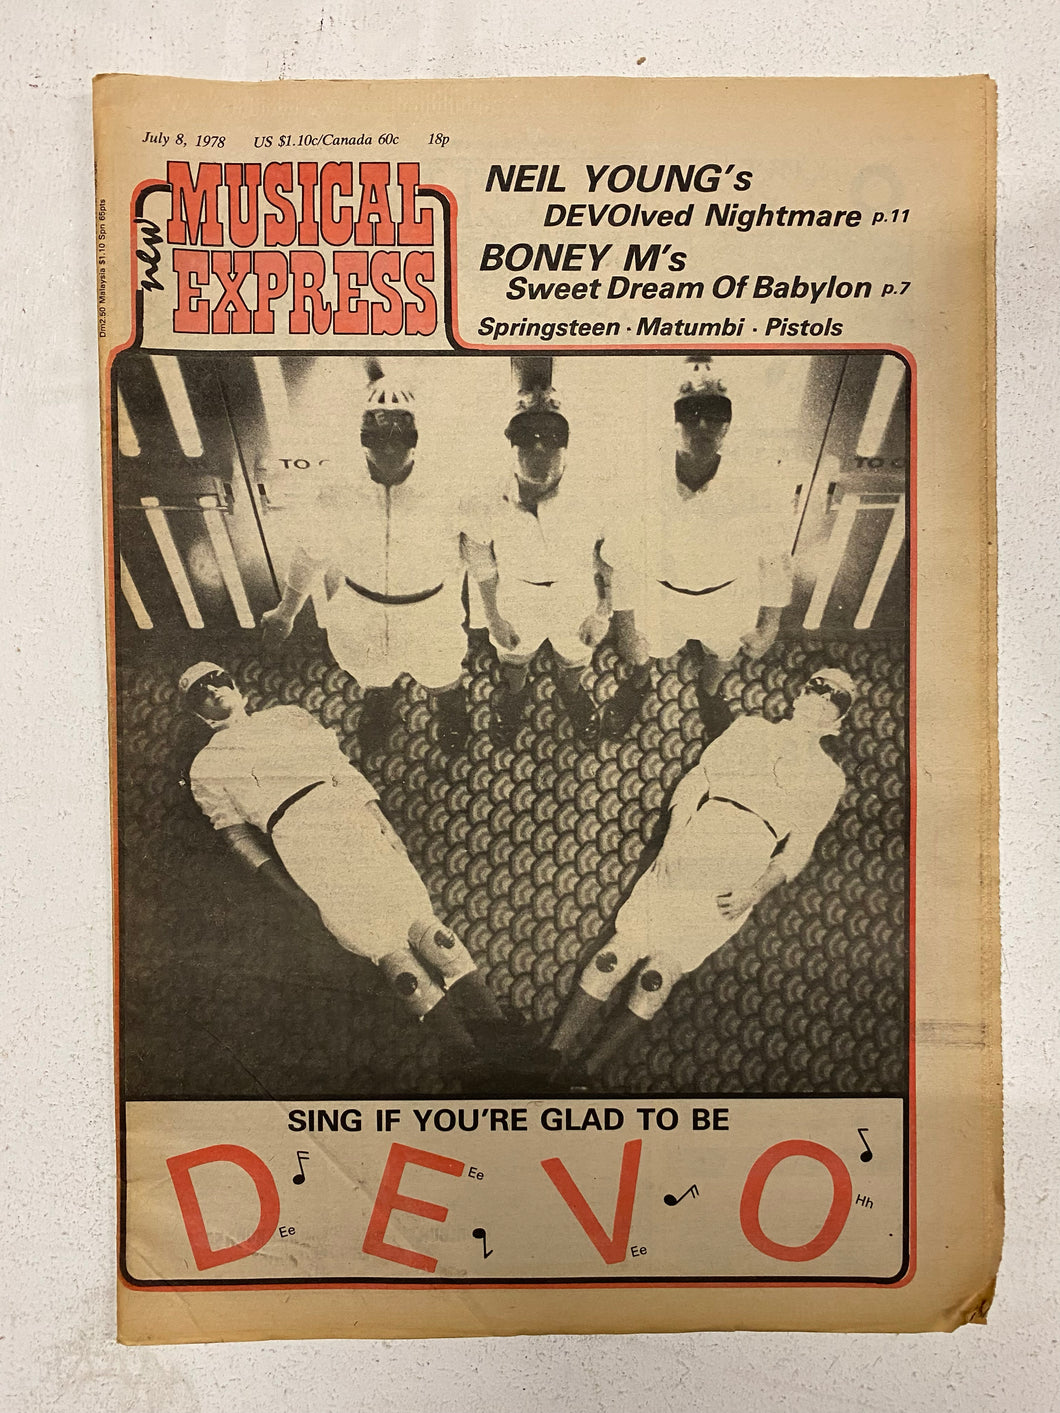 July 8, 1978 US $1.10c/Canada 60c 18p
Dm2.50 Malaysia $1.10 Spn 65pts
new
MUSICAL
EXPRESS
NEIL YOUNG's
DEVOlved Nightmare p.11
BONEY M's
Sweet Dream Of Babylon p.7
Springsteen · Matumbi · Pistols
TO
TO
SING IF YOU'RE GLAD TO BE
D Ee E Ee V Ee O Hh